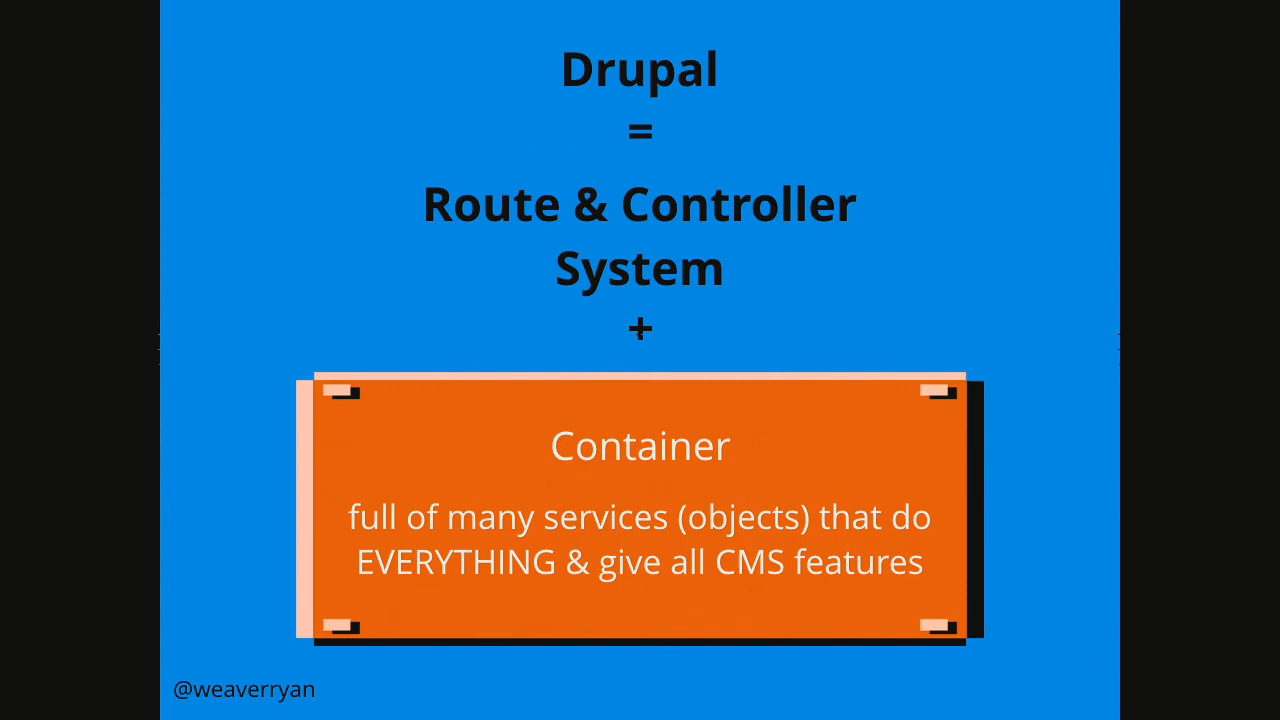 Drupal
=
Route & Controller
System
+
Container
full of many services (objects) that do
EVERYTHING & give all CMS features
@weaverryan